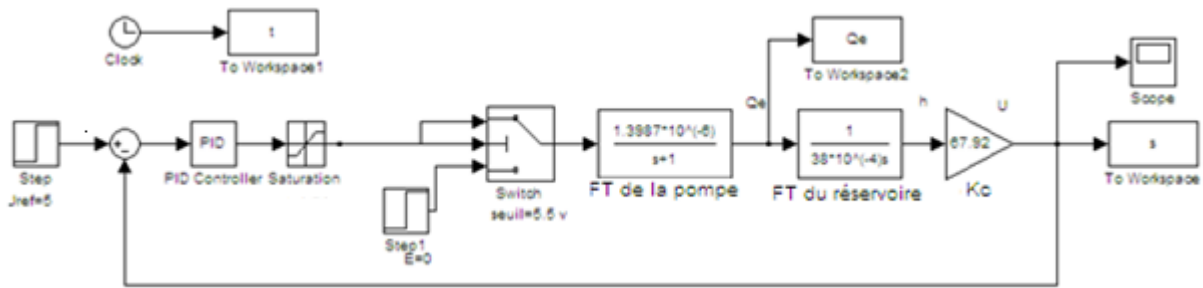 t
Clock
To Workspace1
Qe
To Workspace2
Qe
h
U
Scope
+
-
PID
1.3987*10^(-6)
s+1
1
38*10^(-4)s
67.92
s
Step
PID Controller
Saturation
Switch
FT de la pompe
FT du réservoire
Kc
To Workspace
seuil=5.5 v
Step1
E=0